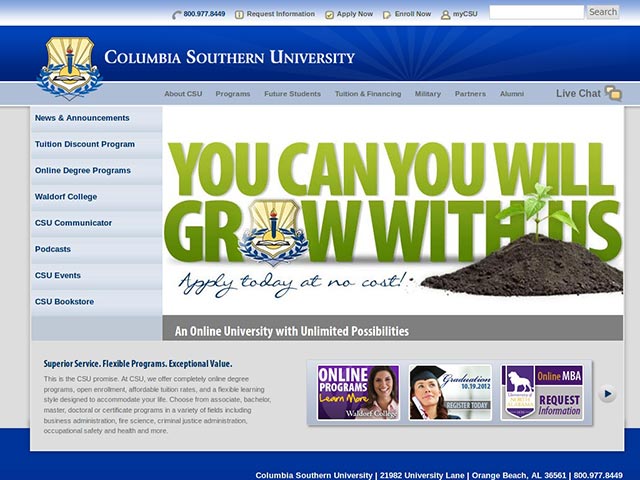 800.977.8449 Request Information Apply Now Enroll Now myCSU Search
COLUMBIA SOUTHERN UNIVERSITY
About CSU Programs Future Students Tuition & Financing Military Partners Alumni Live Chat
News & Announcements
Tuition Discount Program
Online Degree Programs
Waldorf College
CSU Communicator
Podcasts
CSU Events
CSU Bookstore
YOU CAN YOU WILL
GROW WITH US
Apply today at no cost!
An Online University with Unlimited Possibilities
Superior Service. Flexible Programs. Exceptional Value.
This is the CSU promise. At CSU, we offer completely online degree
programs, open enrollment, affordable tuition rates, and a flexible learning
style designed to accommodate your life. Choose from associate, bachelor,
master, doctoral or certificate programs in a variety of fields including
business administration, fire science, criminal justice administration,
occupational safety and health and more.
ONLINE
PROGRAMS
Learn More
Waldorf College
Graduation
10.19.2012
REGISTER TODAY
Online MBA
University of
NORTH
ALABAMA
REQUEST
Information
Columbia Southern University | 21982 University Lane | Orange Beach, AL 36561 | 800.977.8449